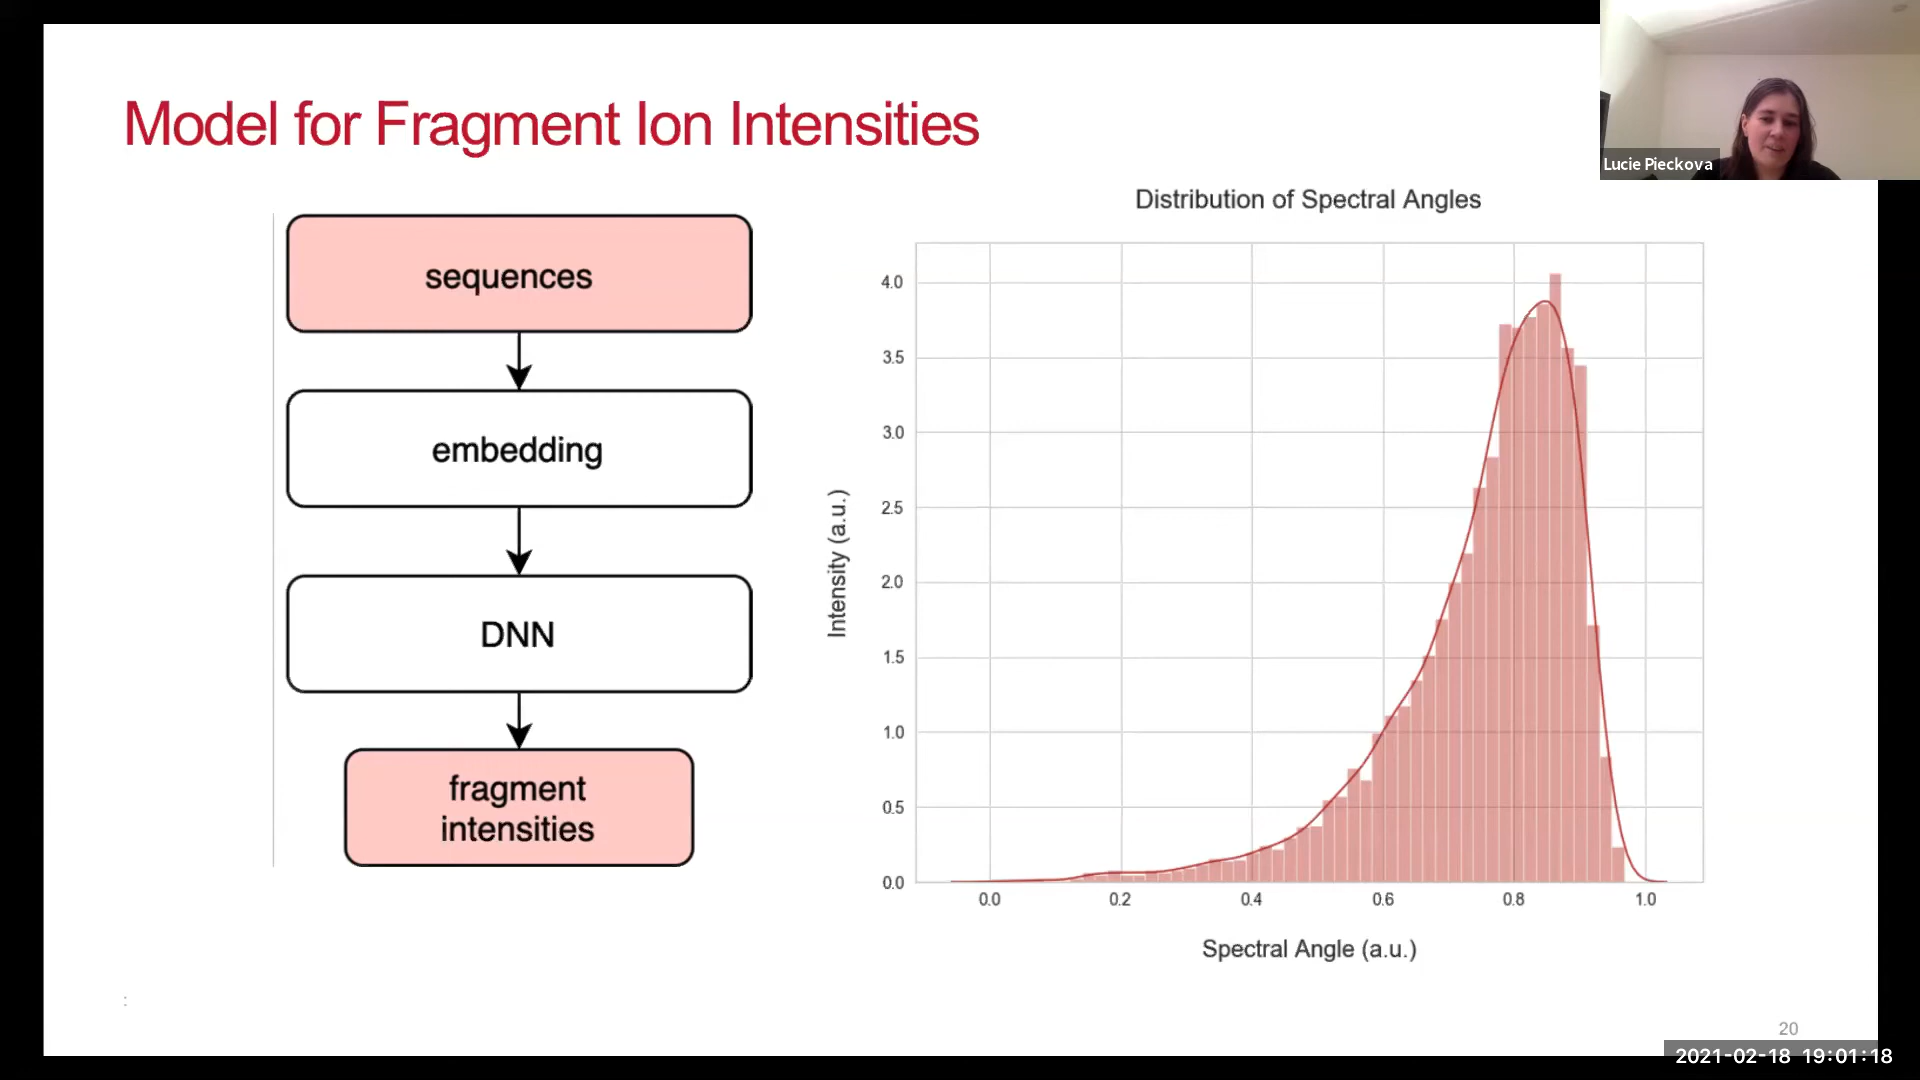 Model for Fragment Ion Intensities
Lucie Pieckova
sequences
embedding
DNN
fragment
intensities
Distribution of Spectral Angles
Intensity (a.u.)
4.0
3.5
3.0
2.5
2.0
1.5
1.0
0.5
0.0
0.0 0.2 0.4 0.6 0.8 1.0
Spectral Angle (a.u.)
:
20
2021-02-18 19:01:18